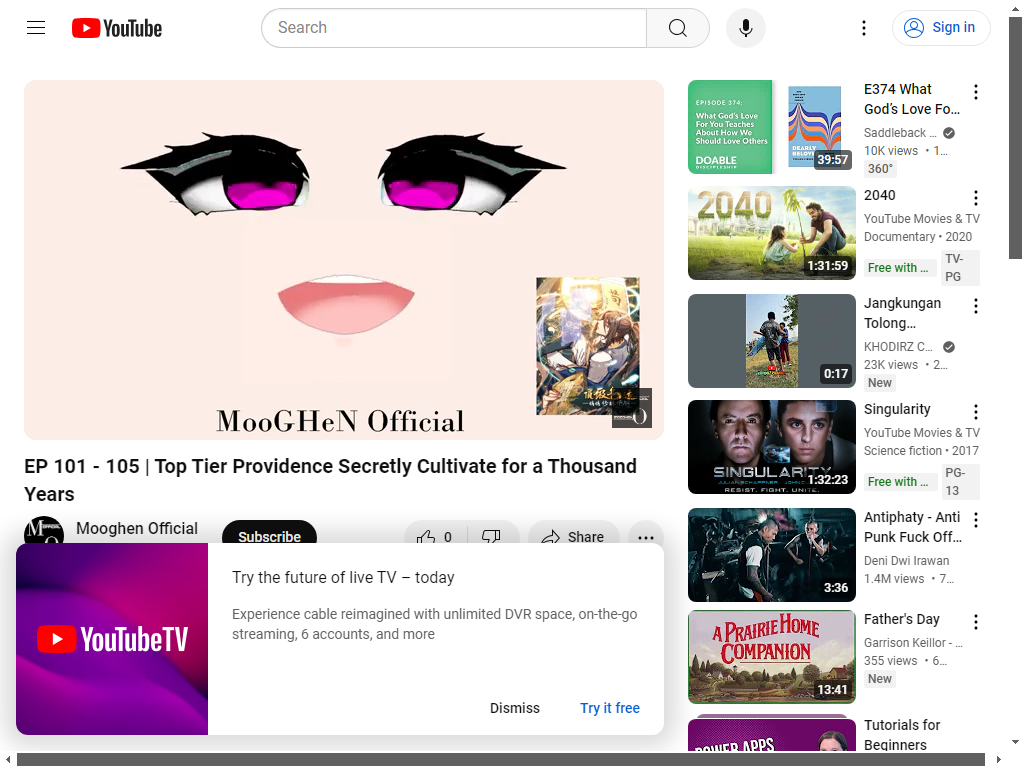 YouTube
Search
Sign in
MooGHeN Official
EP 101 - 105 | Top Tier Providence Secretly Cultivate for a Thousand
Years
Mooghen Official
Subscribe
0
Share
YouTubeTV
Try the future of live TV – today
Experience cable reimagined with unlimited DVR space, on-the-go
streaming, 6 accounts, and more
Dismiss
Try it free
EPISODE 374:
What God's Love
For You Teaches
About How We
Should Love Others
DOABLE
DISCIPLESHIP
DEARLY
39:57
E374 What
God's Love Fo...
Saddleback ...
10K views • 1...
360°
2040
1:31:59
2040
YouTube Movies & TV
Documentary • 2020
Free with ...
TV-
PG
0:17
Jangkungan
Tolong...
KHODIRZ C...
23K views • 2...
New
SINGULARITY
RESIST. FIGHT. UNITE.
1:32:23
Singularity
YouTube Movies & TV
Science fiction • 2017
Free with ...
PG-
13
3:36
Antiphaty - Anti
Punk Fuck Off...
Deni Dwi Irawan
1.4M views • 7...
A PRAIRIE HOME
COMPANION
13:41
Father's Day
Garrison Keillor - ...
355 views • 6...
New
POWER APPS
Tutorials for
Beginners